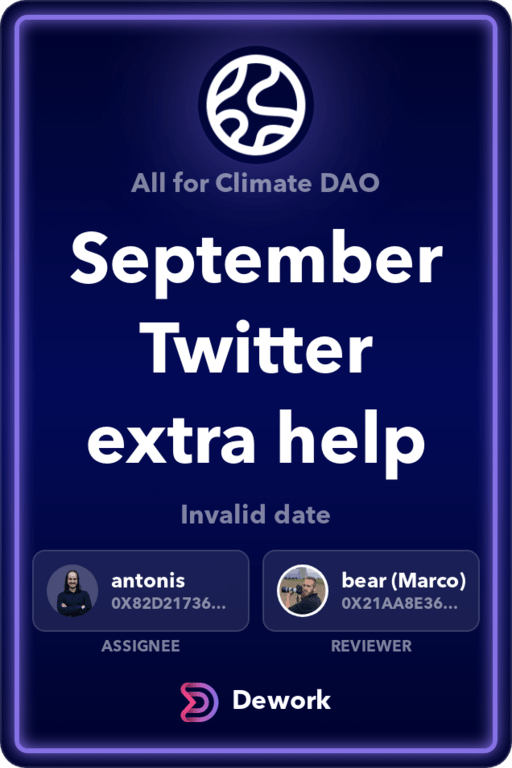 All for Climate DAO
September
Twitter
extra help
Invalid date
antonis
0X82D21736...
ASSIGNEE
bear (Marco)
0X21AA8E36...
REVIEWER
Dework